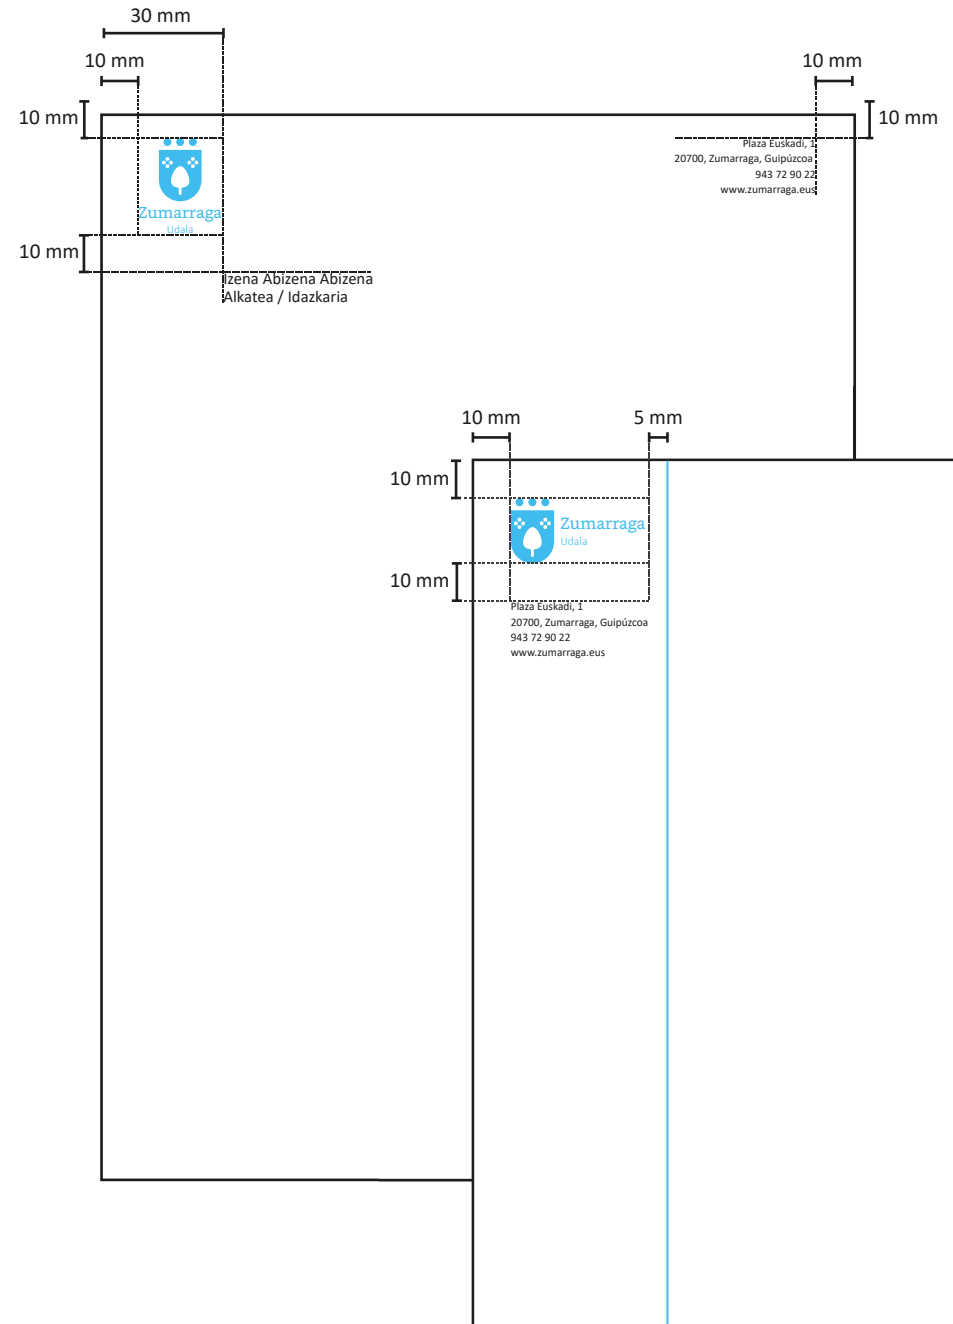 30 mm
10 mm
10 mm
10 mm
10 mm
Plaza Euskadi, 1
20700, Zumarraga, Guipúzcoa
943 72 90 22
www.zumarraga.eus
Zumarraga
Udala
10 mm
Izena Abizena Abizena
Alkatea / Idazkaria
10 mm
5 mm
10 mm
Zumarraga
Udala
10 mm
Plaza Euskadi, 1
20700, Zumarraga, Guipúzcoa
943 72 90 22
www.zumarraga.eus